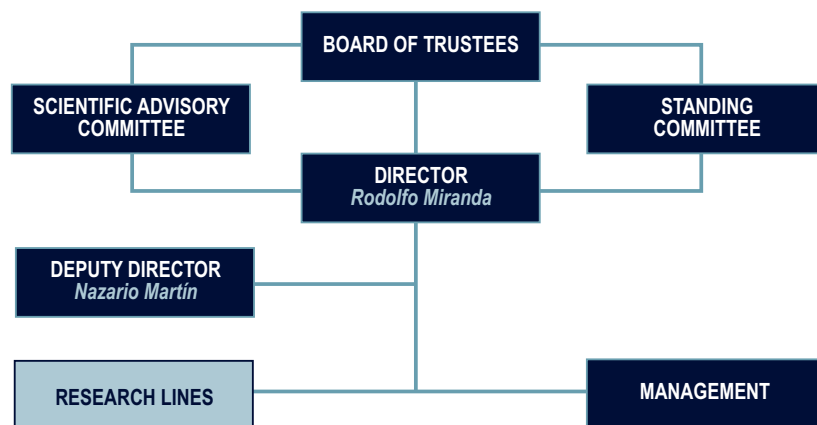 BOARD OF TRUSTEES
SCIENTIFIC ADVISORY
COMMITTEE
STANDING
COMMITTEE
DIRECTOR
Rodolfo Miranda
DEPUTY DIRECTOR
Nazario Martín
RESEARCH LINES
MANAGEMENT